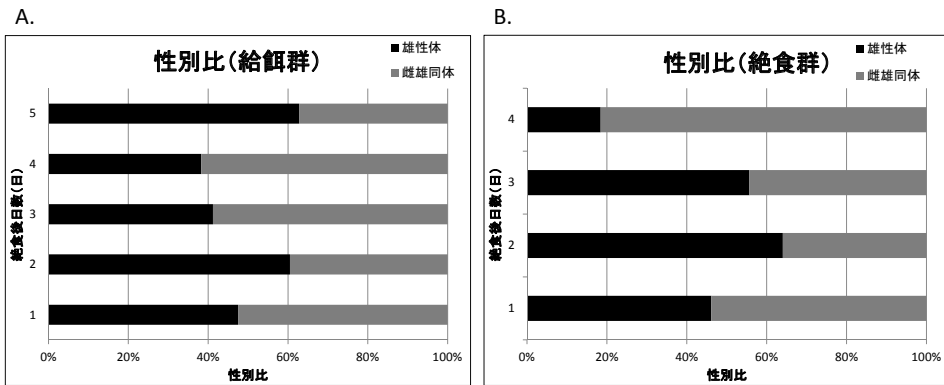 A.
性別比(給餌群)
雄性体
雌雄同体
絶食後日数(日)
5
4
3
2
1
0% 20% 40% 60% 80% 100%
性別比
B.
性別比(絶食群)
雄性体
雌雄同体
絶食後日数(日)
4
3
2
1
0% 20% 40% 60% 80% 100%
性別比